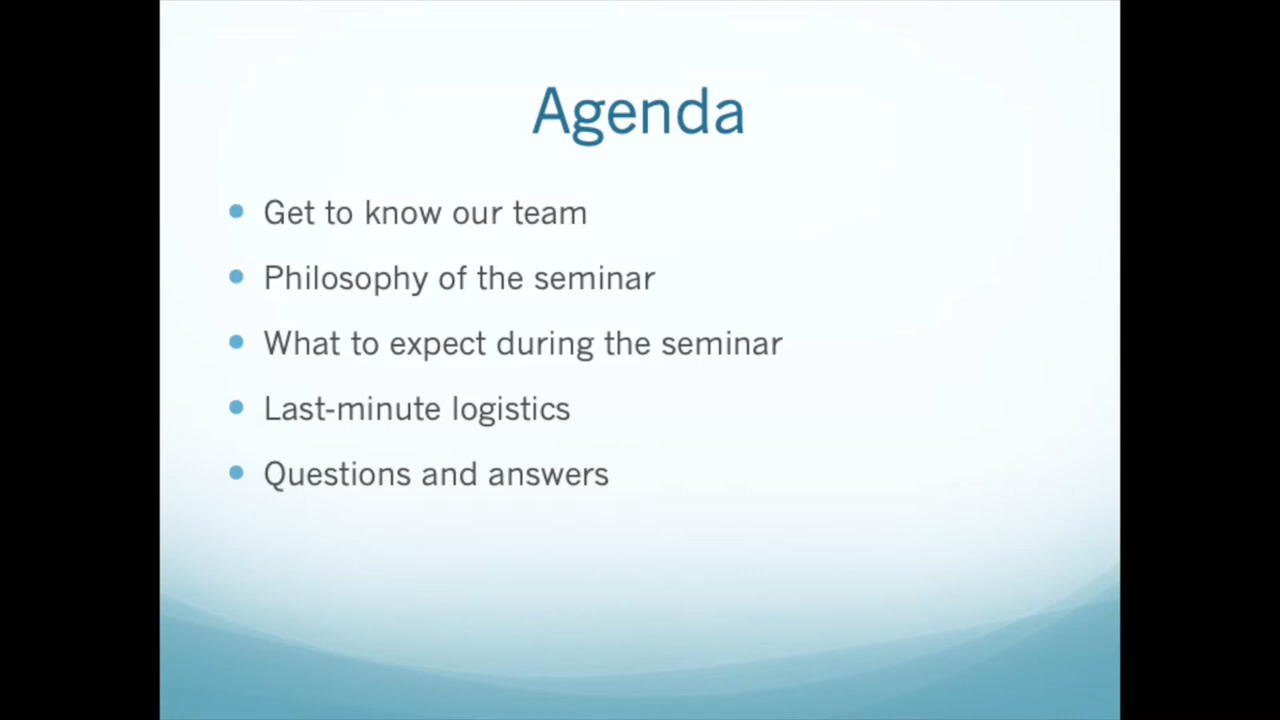 Agenda
Get to know our team
Philosophy of the seminar
What to expect during the seminar
Last-minute logistics
Questions and answers